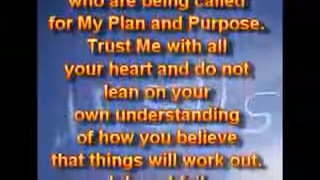 who are being called
for My Plan and Purpose.
Trust Me with all
your heart and do not
lean on your
own understanding
of how you believe
that things will work out.